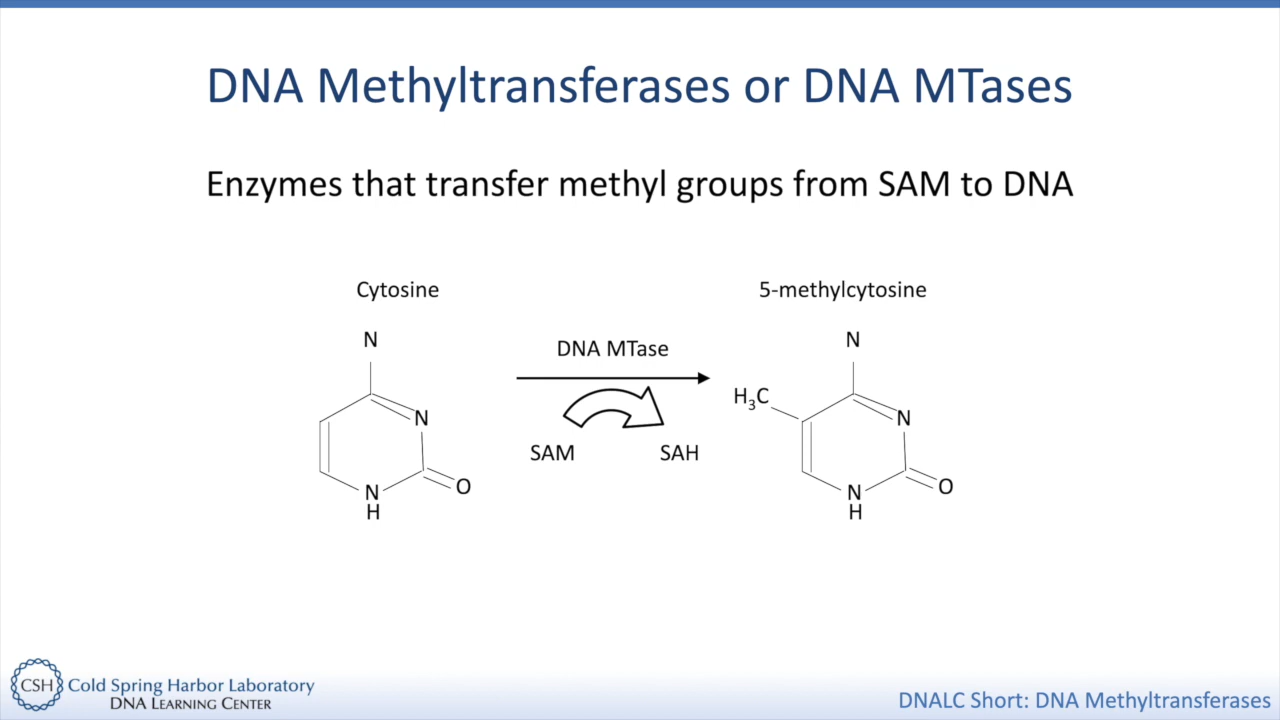 DNA Methyltransferases or DNA MTases
Enzymes that transfer methyl groups from SAM to DNA
Cytosine
5-methylcytosine
N
N
DNA MTase
H₃C
N
N
SAM
SAH
O
O
N
H
N
H
CSH
Cold Spring Harbor Laboratory
DNA LEARNING CENTER
DNALC Short: DNA Methyltransferases